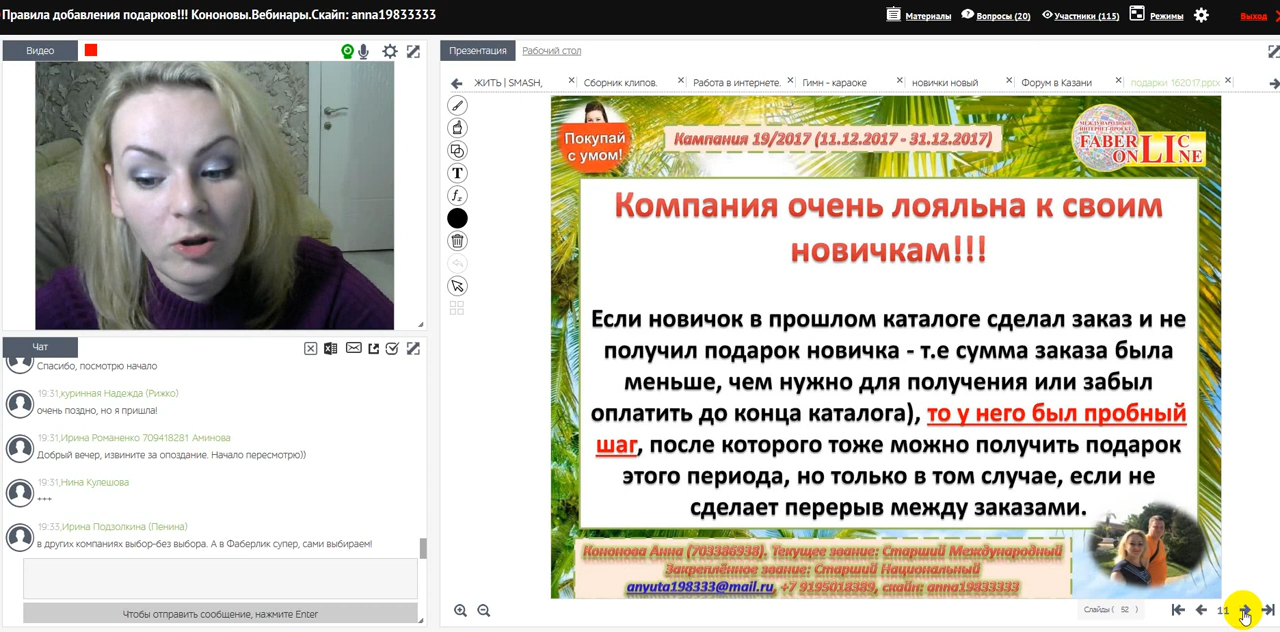 Правила добавления подарков!!! Кононовы.Вебинары.Скайп: anna19833333
Материалы
Вопросы (20)
Участники (115)
Режимы
Выход
Видео
Презентация
Рабочий стол
ЖИТЬ | SMASH,
Сборник клипов.
Работа в интернете.
Гимн - караоке
новички новый
Форум в Казани
подарки 162017.pptx
Покупай
с умом!
Кампания 19/2017 (11.12.2017 - 31.12.2017)
МЕЖДУНАРОДНЫЙ
ИНТЕРНЕТ-ПРОЕКТ
FABERLIC
ONLINE
Компания очень лояльна к своим
новичкам!!!
Если новичок в прошлом каталоге сделал заказ и не
получил подарок новичка - т.е сумма заказа была
меньше, чем нужно для получения или забыл
оплатить до конца каталога), то у него был пробный
шаг, после которого тоже можно получить подарок
этого периода, но только в том случае, если не
сделает перерыв между заказами.
Кононова Анна (703386938). Текущее звание: Старший Международный
Закреплённое звание: Старший Национальный
anyuta198333@mail.ru, +7 9195018389, скайп: anna19833333
Чат
Спасибо, посмотрю начало
19:31,куринная Надежда (Рижко)
очень поздно, но я пришла!
19:31,Ирина Романенко 709418281 Аминова
Добрый вечер, извините за опоздание. Начало пересмотрю))
19:31,Нина Кулешова
+++
19:33,Ирина Подзолкина (Пенина)
в других компаниях выбор-без выбора. А в Фаберлик супер, сами выбираем!
Чтобы отправить сообщение, нажмите Enter
Слайды ( 52 )
11